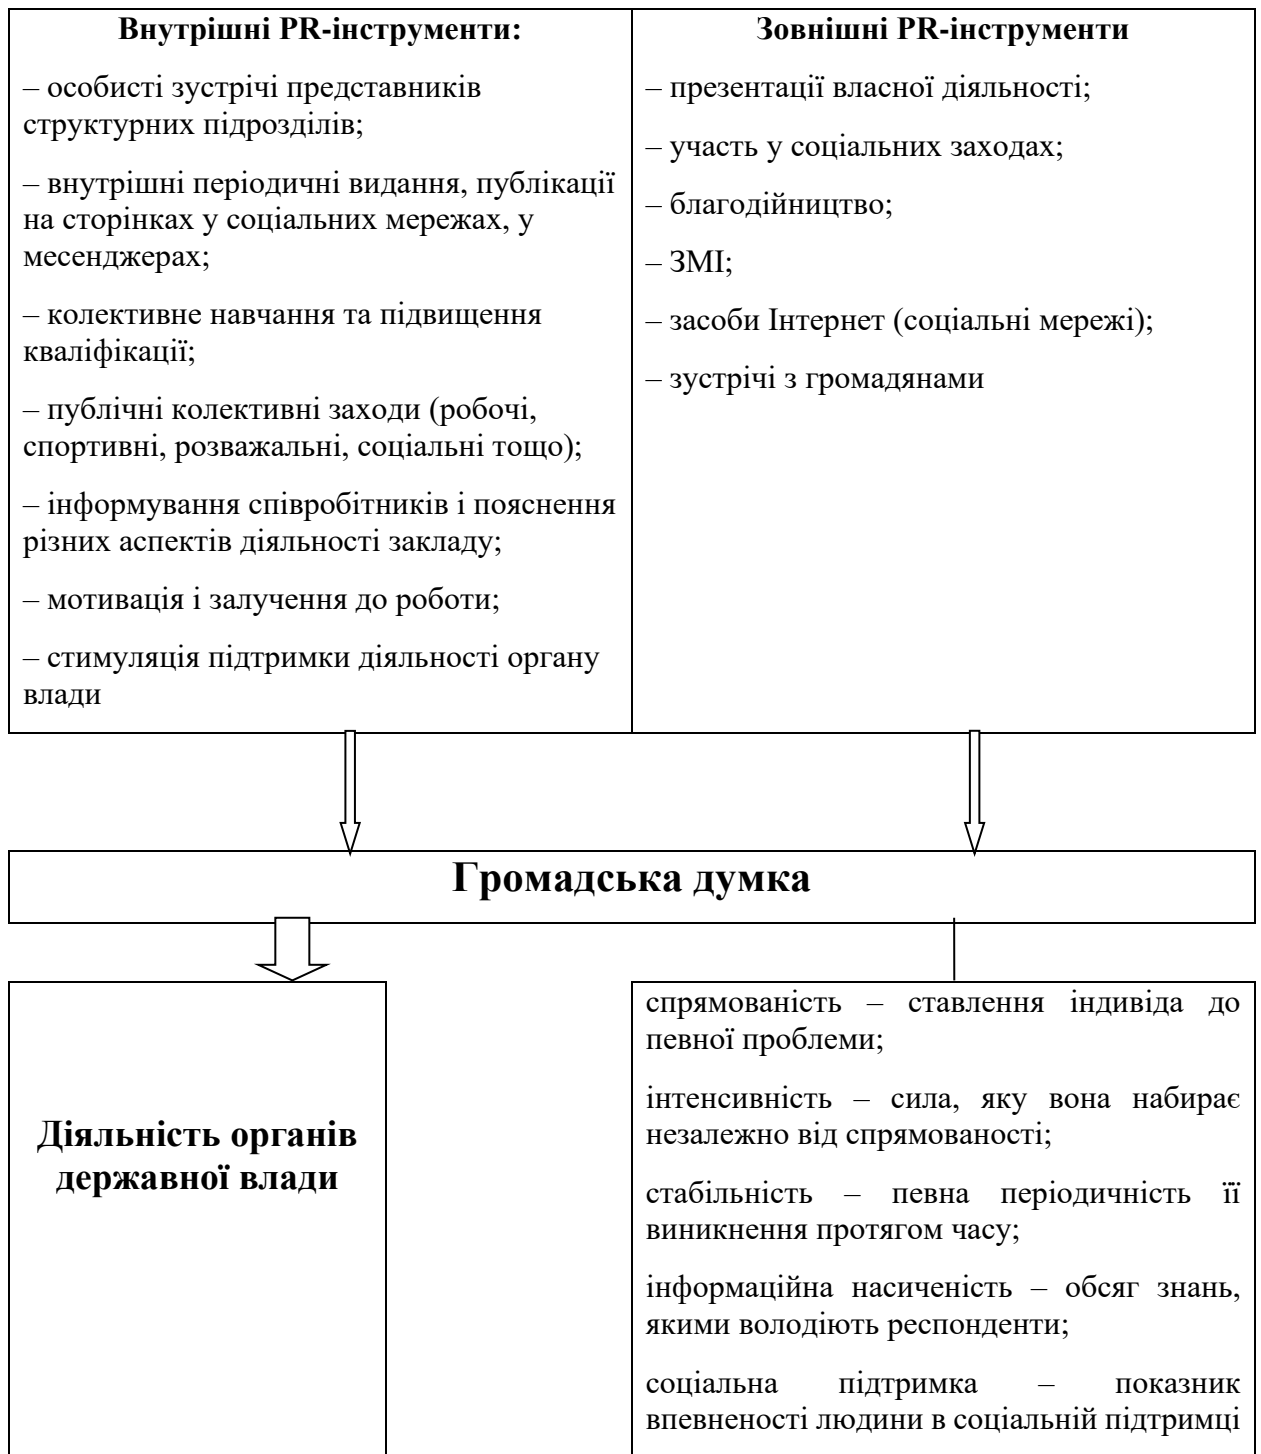 Внутрішні PR-інструменти:
– особисті зустрічі представників
структурних підрозділів;
– внутрішні періодичні видання, публікації
на сторінках у соціальних мережах, у
месенджерах;
– колективне навчання та підвищення
кваліфікації;
– публічні колективні заходи (робочі,
спортивні, розважальні, соціальні тощо);
– інформування співробітників і пояснення
різних аспектів діяльності закладу;
– мотивація і залучення до роботи;
– стимуляція підтримки діяльності органу
влади
Зовнішні PR-інструменти
– презентації власної діяльності;
– участь у соціальних заходах;
– благодійництво;
– ЗМІ;
– засоби Інтернет (соціальні мережі);
– зустрічі з громадянами
Громадська думка
Діяльність органів
державної влади
спрямованість – ставлення індивіда до
певної проблеми;
інтенсивність – сила, яку вона набирає
незалежно від спрямованості;
стабільність – певна періодичність її
виникнення протягом часу;
інформаційна насиченість – обсяг знань,
якими володіють респонденти;
соціальна підтримка – показник
впевненості людини в соціальній підтримці